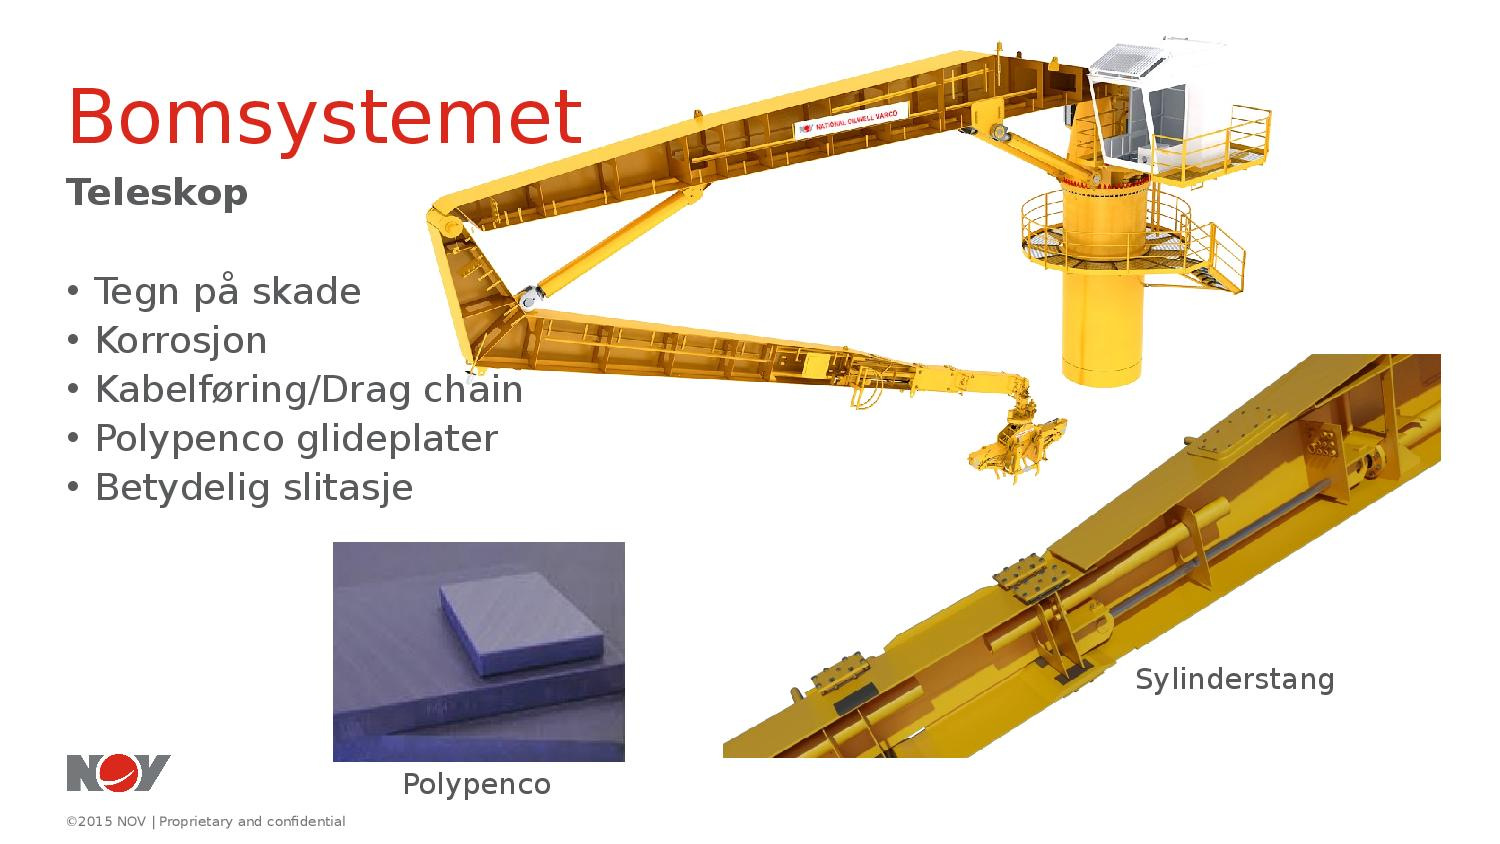 Bomsystemet
NATIONAL OILWELL VARCO
Teleskop
• Tegn på skade
• Korrosjon
• Kabelføring/Drag chain
• Polypenco glideplater
• Betydelig slitasje
Sylinderstang
Polypenco
NOV
©2015 NOV | Proprietary and confidential